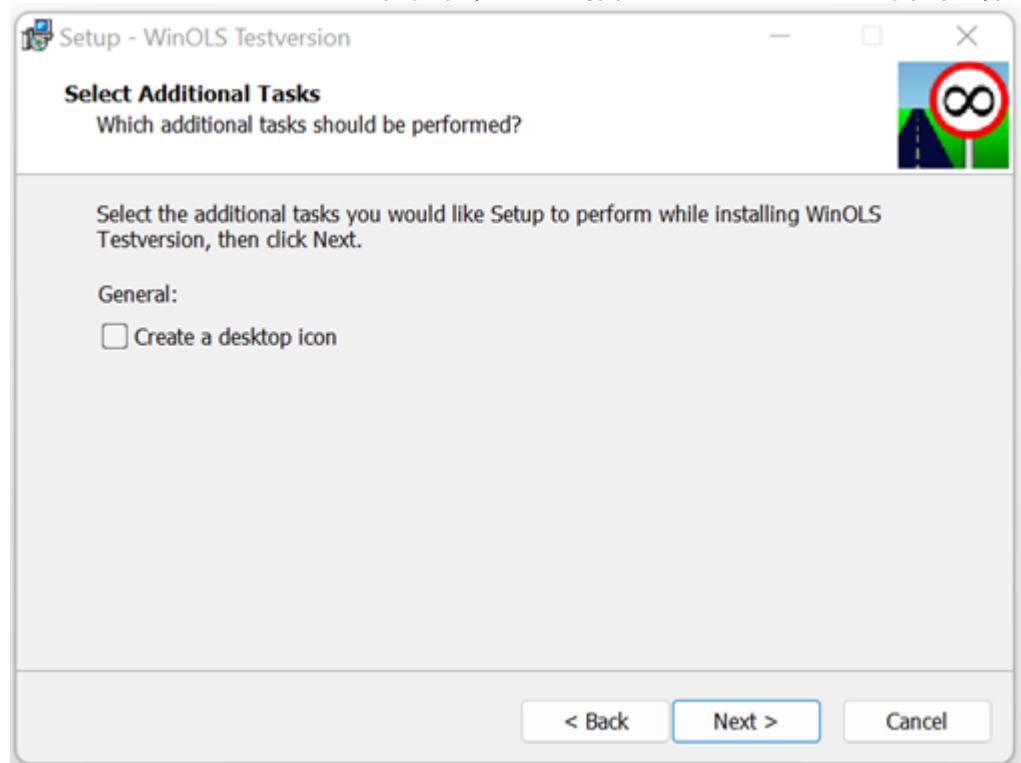 Setup - WinOLS Testversion
Select Additional Tasks
Which additional tasks should be performed?
Select the additional tasks you would like Setup to perform while installing WinOLS
Testversion, then click Next.
General:
Create a desktop icon
< Back
Next >
Cancel